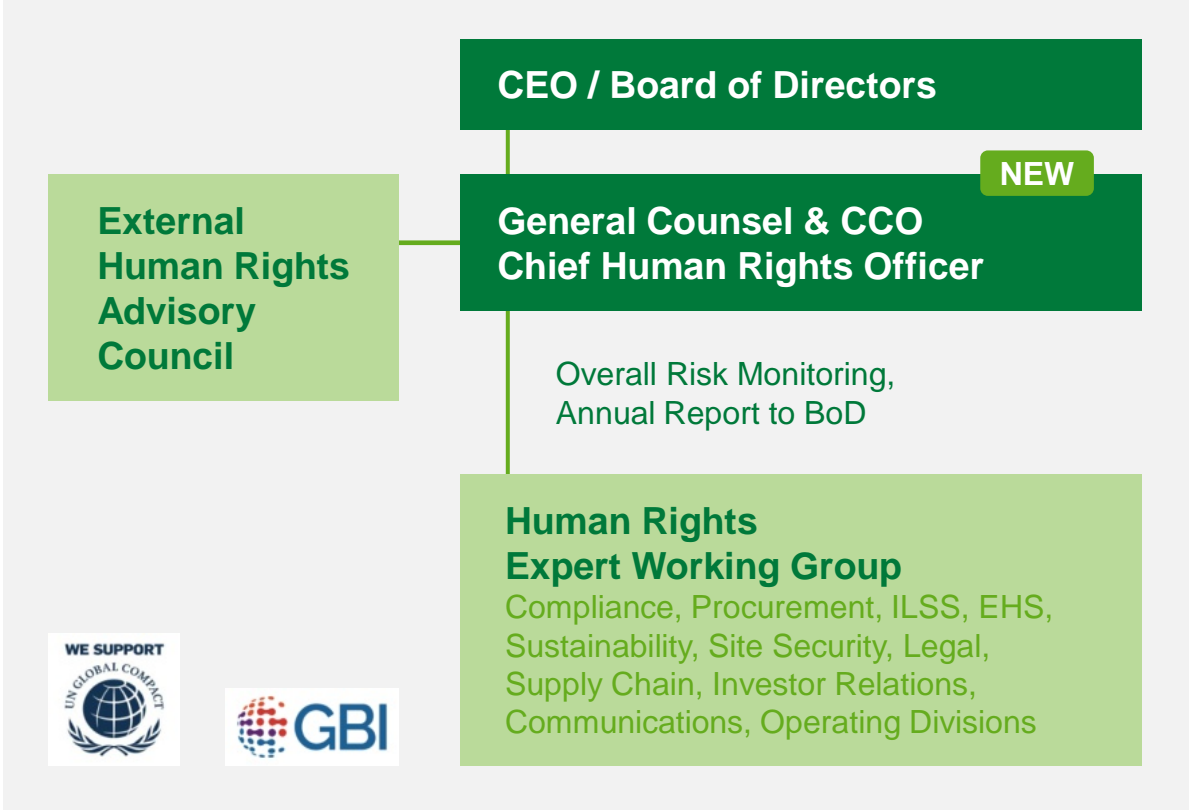 CEO / Board of Directors
NEW
General Counsel & CCO
Chief Human Rights Officer
External
Human Rights
Advisory
Council
Overall Risk Monitoring,
Annual Report to BoD
Human Rights
Expert Working Group
Compliance, Procurement, ILSS, EHS,
Sustainability, Site Security, Legal,
Supply Chain, Investor Relations,
Communications, Operating Divisions
WE SUPPORT
UN GLOBAL COMPACT
GBI